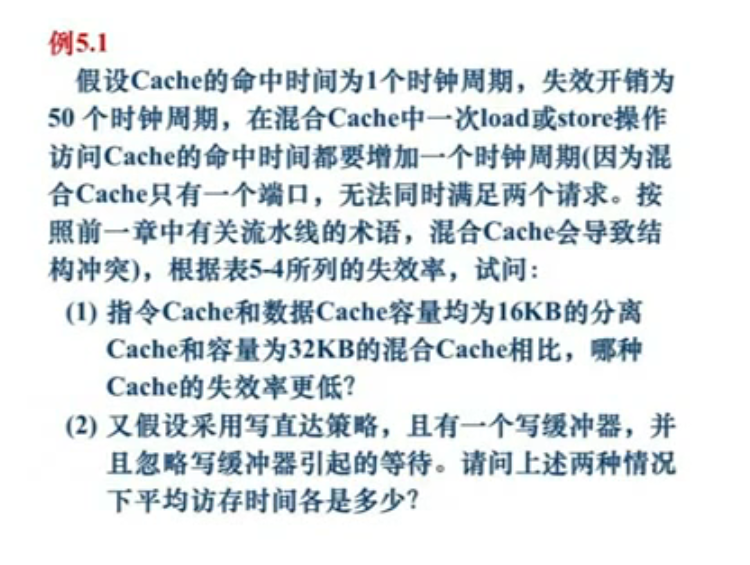 例5.1
假设Cache的命中时间为1个时钟周期，失效开销为
50 个时钟周期，在混合Cache中一次load或store操作
访问Cache的命中时间都要增加一个时钟周期(因为混
合Cache只有一个端口，无法同时满足两个请求。按
照前一章中有关流水线的术语，混合Cache会导致结
构冲突)，根据表5-4所列的失效率，试问：
(1) 指令Cache和数据Cache容量均为16KB的分离
Cache和容量为32KB的混合Cache相比，哪种
Cache的失效率更低?
(2) 又假设采用写直达策略，且有一个写缓冲器，并
且忽略写缓冲器引起的等待。请问上述两种情况
下平均访存时间各是多少?